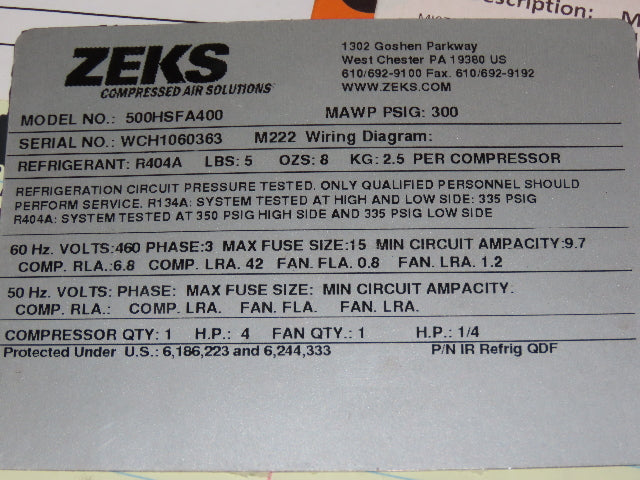 escription: M
ZEKS
COMPRESSED AIR SOLUTIONS
1302 Goshen Parkway
West Chester PA 19380 US
610/692-9100 Fax. 610/692-9192
WWW.ZEKS.COM
MODEL NO.: 500HSFA400 MAWP PSIG: 300
SERIAL NO.: WCH1060363 M222 Wiring Diagram:
REFRIGERANT: R404A LBS: 5 OZS: 8 KG: 2.5 PER COMPRESSOR
REFRIGERATION CIRCUIT PRESSURE TESTED. ONLY QUALIFIED PERSONNEL SHOULD
PERFORM SERVICE. R134A: SYSTEM TESTED AT HIGH AND LOW SIDE: 335 PSIG
R404A: SYSTEM TESTED AT 350 PSIG HIGH SIDE AND 335 PSIG LOW SIDE
60 Hz. VOLTS:460 PHASE:3 MAX FUSE SIZE:15 MIN CIRCUIT AMPACITY:9.7
COMP. RLA.:6.8 COMP. LRA. 42 FAN. FLA. 0.8 FAN. LRA. 1.2
50 Hz. VOLTS: PHASE: MAX FUSE SIZE: MIN CIRCUIT AMPACITY:
COMP. RLA.: COMP. LRA. FAN. FLA. FAN. LRA.
COMPRESSOR QTY: 1 H.P.: 4 FAN QTY.: 1 H.P.: 1/4
Protected Under U.S.: 6,186,223 and 6,244,333 P/N IR Refrig QDF